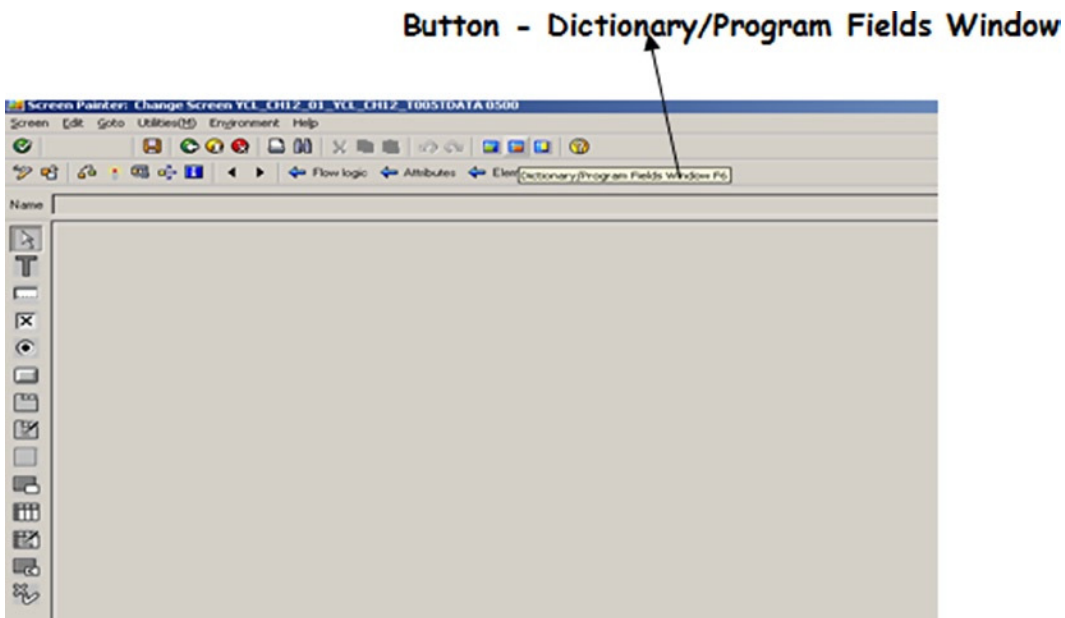 Button - Dictionary/Program Fields Window
Screen Painter: Change Screen YCL_CH12_01_YCL_CH12_T005TDATA 0500
Screen Edit Goto Utilities(M) Environment Help
Flow logic Attributes Elem
Dictionary/Program Fields Window F6
Name